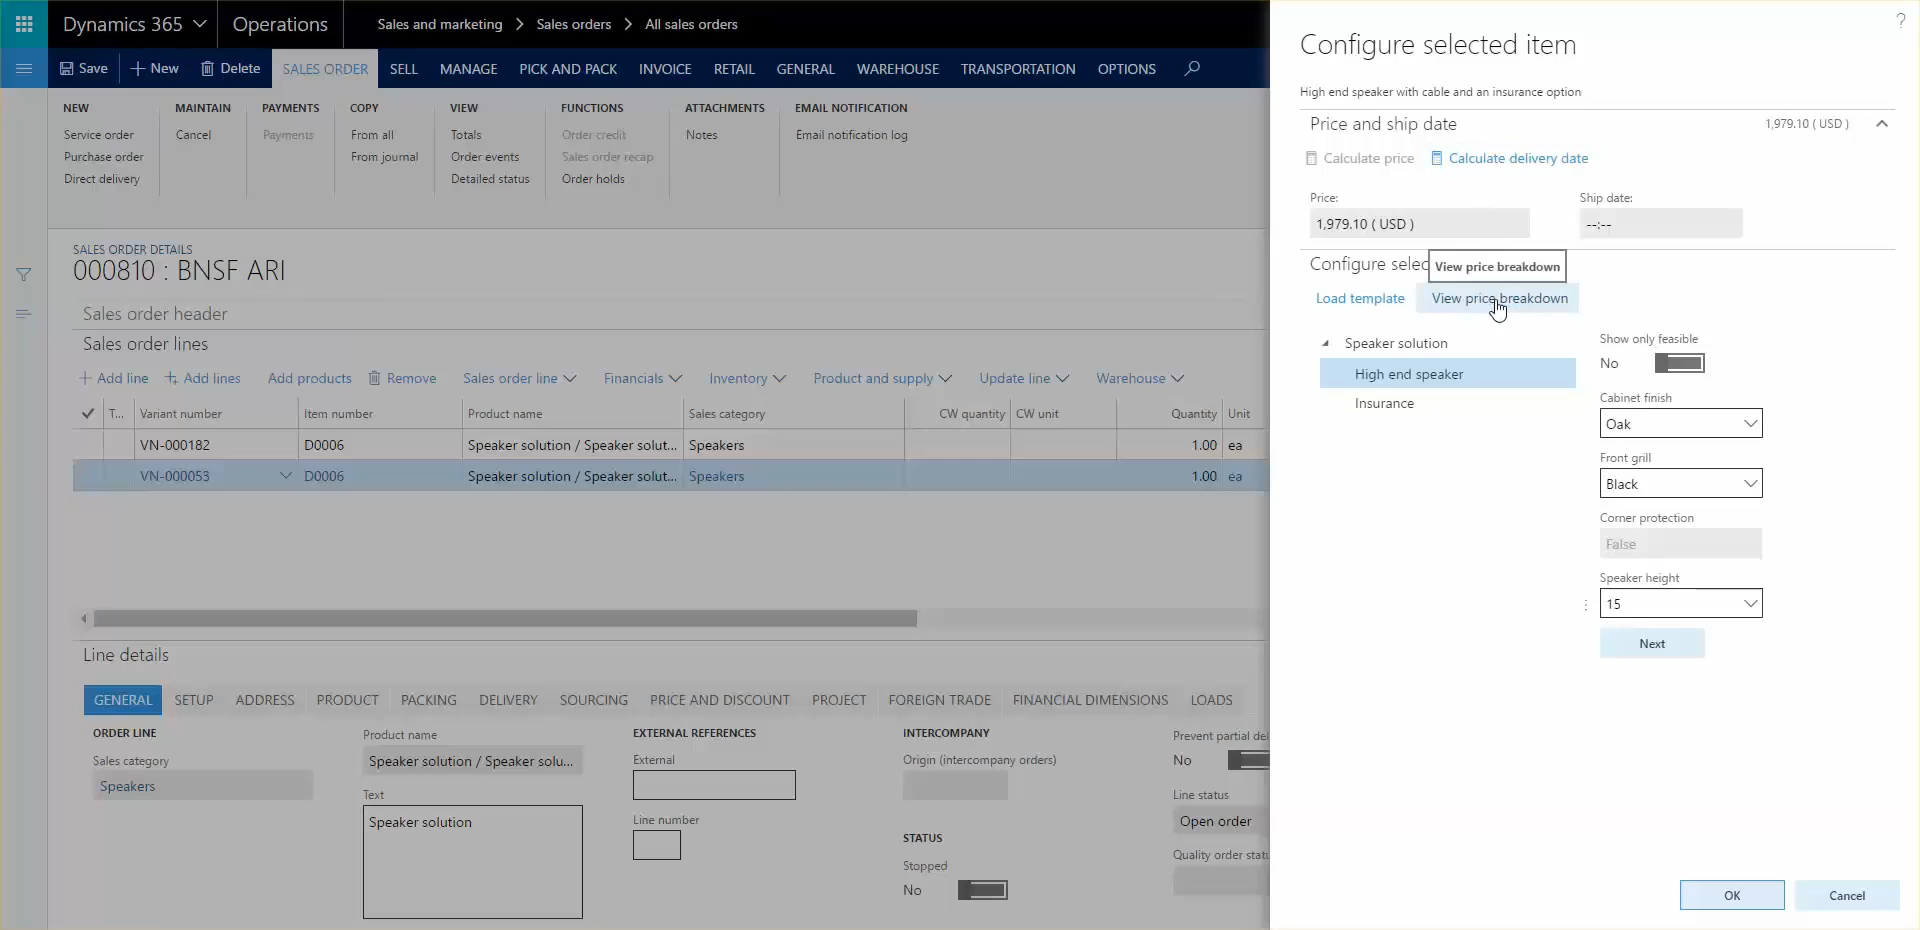 Dynamics 365
Operations
Sales and marketing > Sales orders > All sales orders
?
Save
New
Delete
SALES ORDER
SELL
MANAGE
PICK AND PACK
INVOICE
RETAIL
GENERAL
WAREHOUSE
TRANSPORTATION
OPTIONS
NEW
Service order
Purchase order
Direct delivery
MAINTAIN
Cancel
PAYMENTS
Payments
COPY
From all
From journal
VIEW
Totals
Order events
Detailed status
FUNCTIONS
Order credit
Sales order recap
Order holds
ATTACHMENTS
Notes
EMAIL NOTIFICATION
Email notification log
SALES ORDER DETAILS
000810 : BNSF ARI
Sales order header
Sales order lines
+ Add line
Add lines
Add products
Remove
Sales order line
Financials
Inventory
Product and supply
Update line
Warehouse
T... Variant number Item number Product name Sales category CW quantity CW unit Quantity Unit
VN-000182 D0006 Speaker solution / Speaker solut... Speakers 1.00 ea
VN-000053 D0006 Speaker solution / Speaker solut... Speakers 1.00 ea
Line details
GENERAL
SETUP
ADDRESS
PRODUCT
PACKING
DELIVERY
SOURCING
PRICE AND DISCOUNT
PROJECT
FOREIGN TRADE
FINANCIAL DIMENSIONS
LOADS
ORDER LINE
Sales category
Speakers
Product name
Speaker solution / Speaker solu...
Text
Speaker solution
EXTERNAL REFERENCES
External
Line number
INTERCOMPANY
Origin (intercompany orders)
STATUS
Stopped
No
Prevent partial del
No
Line status
Open order
Quality order statu
Configure selected item
High end speaker with cable and an insurance option
Price and ship date
1,979.10 ( USD )
Calculate price
Calculate delivery date
Price:
1,979.10 ( USD )
Ship date:
--:--
Configure selec
View price breakdown
Load template
View price breakdown
Speaker solution
High end speaker
Insurance
Show only feasible
No
Cabinet finish
Oak
Front grill
Black
Corner protection
False
Speaker height
15
Next
OK
Cancel